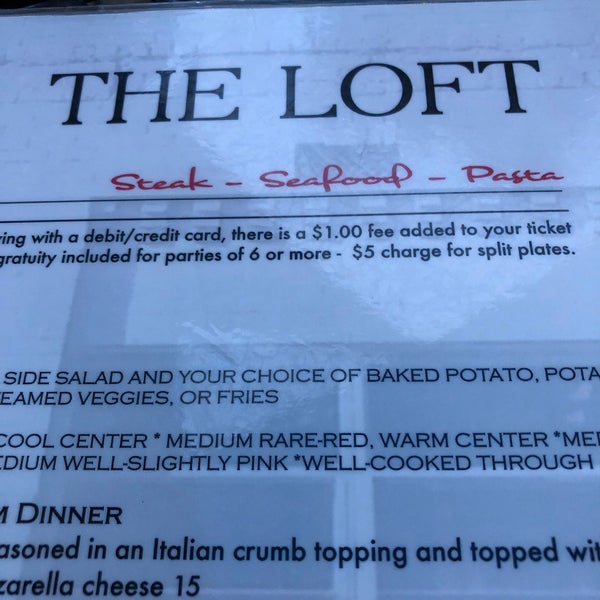 THE LOFT
Steak - Seafood - Pasta
with a debit/credit card, there is a $1.00 fee added to your ticket
gratuity included for parties of 6 or more - $5 charge for split plates.
SIDE SALAD AND YOUR CHOICE OF BAKED POTATO, POTA
EAMED VEGGIES, OR FRIES
COOL CENTER * MEDIUM RARE-RED, WARM CENTER *MED
EDIUM WELL-SLIGHTLY PINK *WELL-COOKED THROUGH
M DINNER
asoned in an Italian crumb topping and topped wit
zarella cheese 15